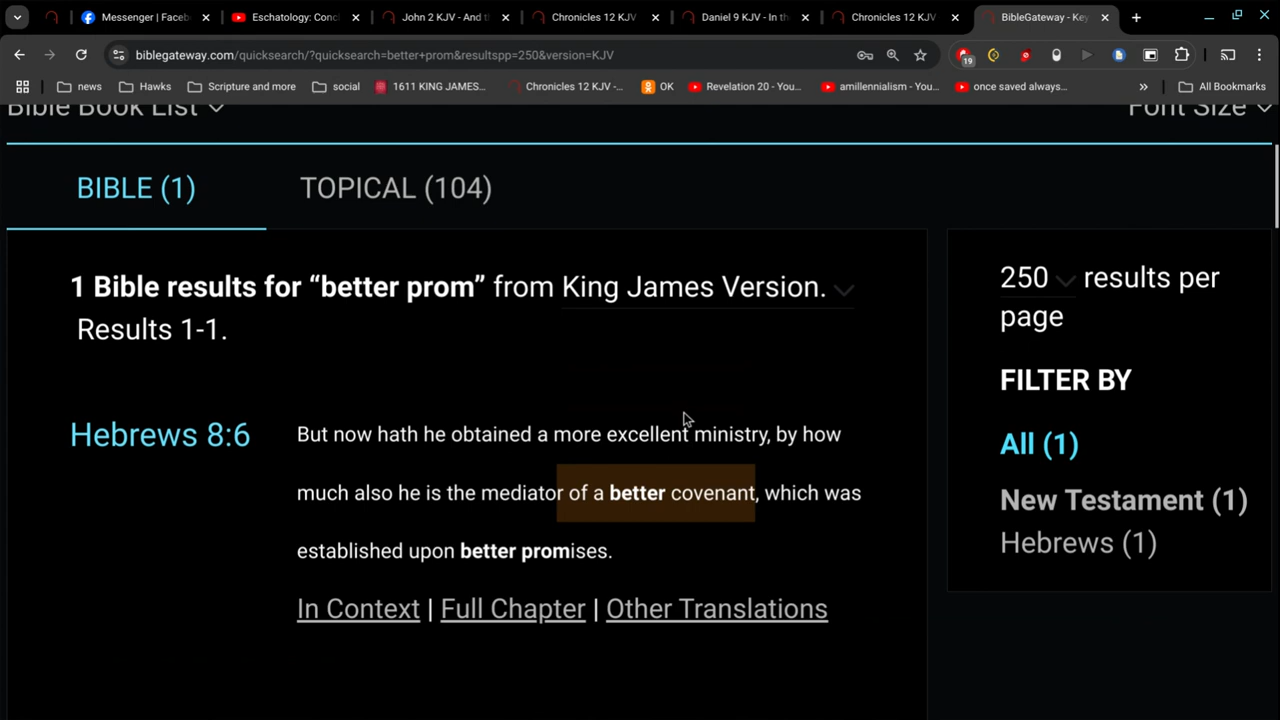 Messenger | Faceb
Eschatology: Concl
John 2 KJV - And t
Chronicles 12 KJV
Daniel 9 KJV - In th
Chronicles 12 KJV
BibleGateway - Key
biblegateway.com/quicksearch/?quicksearch=better+prom&resultspp=250&version=KJV
19
news
Hawks
Scripture and more
social
1611 KING JAMES...
Chronicles 12 KJV -...
OK
Revelation 20 - You...
amillennialism - You...
once saved always...
»
All Bookmarks
Bible Book List
Font Size
BIBLE (1)
TOPICAL (104)
1 Bible results for “better prom” from King James Version.
Results 1-1.
250 results per
page
FILTER BY
All (1)
New Testament (1)
Hebrews (1)
Hebrews 8:6
But now hath he obtained a more excellent ministry, by how
much also he is the mediator of a better covenant, which was
established upon better promises.
In Context | Full Chapter | Other Translations